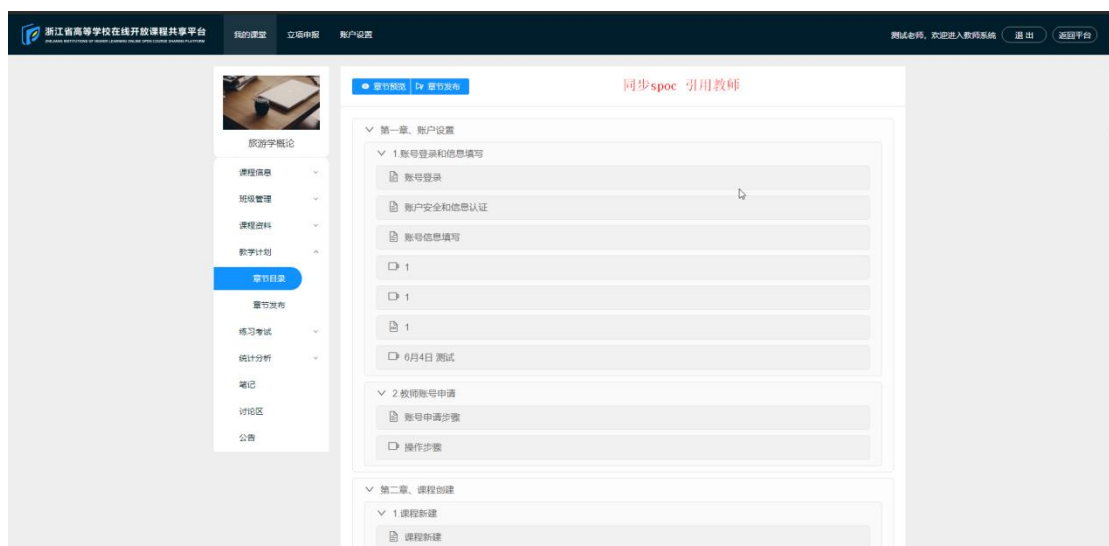 浙江省高等学校在线开放课程共享平台
我的课堂 立项申报 账户设置
测试老师，欢迎进入教师系统 退出 返回平台
旅游学概论
课程信息
班级管理
课程资料
教学计划
章节目录
章节发布
练习考试
统计分析
笔记
讨论区
公告
章节预览 章节发布
同步spoc 引用教师
第一章、账户设置
1.账号登录和信息填写
账号登录
账户安全和信息认证
账号信息填写
1
1
1
6月4日 测试
2.教师账号申请
账号申请步骤
操作步骤
第二章、课程创建
1.课程新建
课程新建